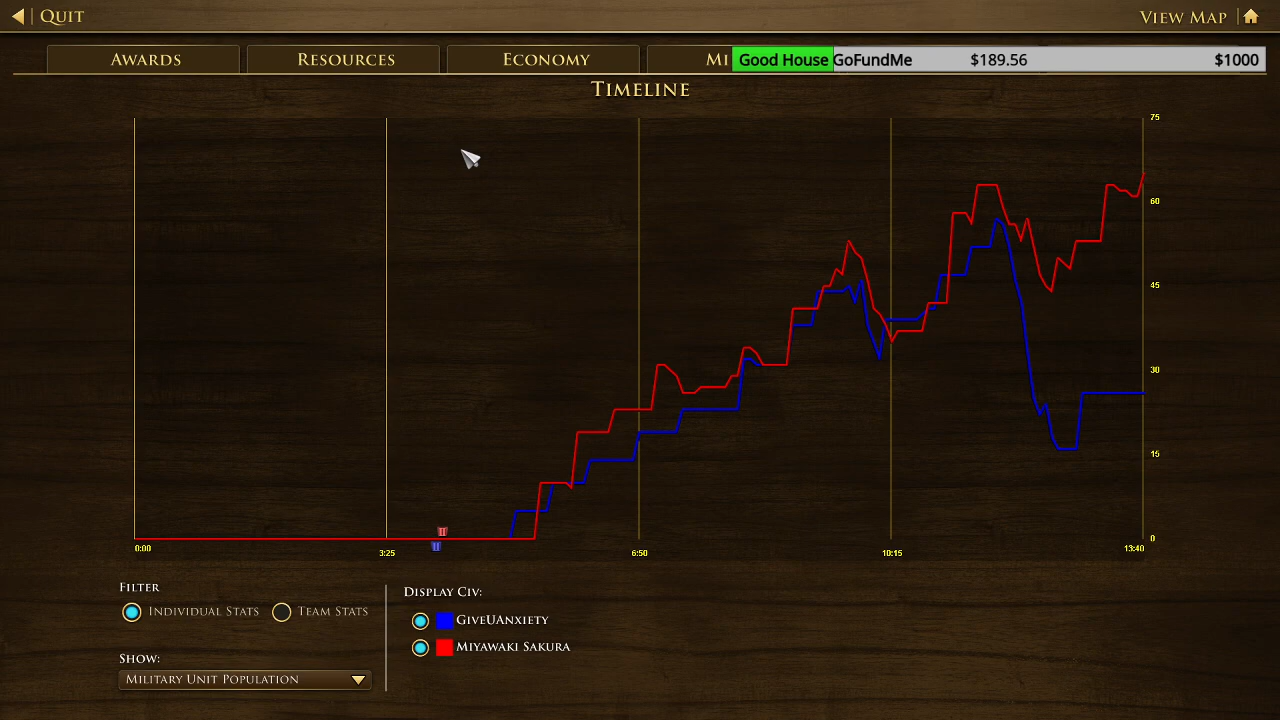 Quit
View Map
Awards
Resources
Economy
Mi
Good House GoFundMe $189.56 $1000
Timeline
75
60
45
30
15
0
0:00
3:25
6:50
10:15
13:40
II
II
Filter
Individual Stats
Team Stats
Show:
Military Unit Population
Display Civ:
GiveUAnxiety
Miyawaki Sakura